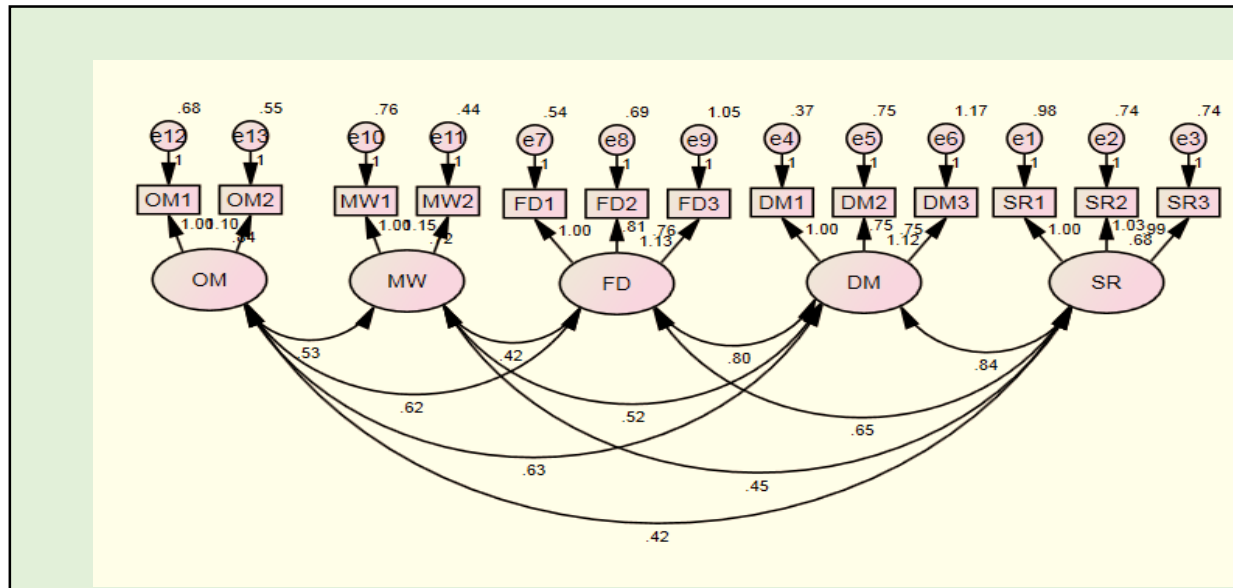 .68 .55 .76 .44 .54 .69 1.05 .37 .75 1.17 .98 .74 .74
e12 e13 e10 e11 e7 e8 e9 e4 e5 e6 e1 e2 e3
1 1 1 1 1 1 1 1 1 1 1 1 1
OM1 OM2 MW1 MW2 FD1 FD2 FD3 DM1 DM2 DM3 SR1 SR2 SR3
1.00 1.10 1.00 1.15 1.00 .81 .76 1.00 .75 .75 1.00 1.03 .99
1.13 1.12 .68
OM MW FD DM SR
.53 .42 .80 .84
.62 .52 .65
.63 .45
.42